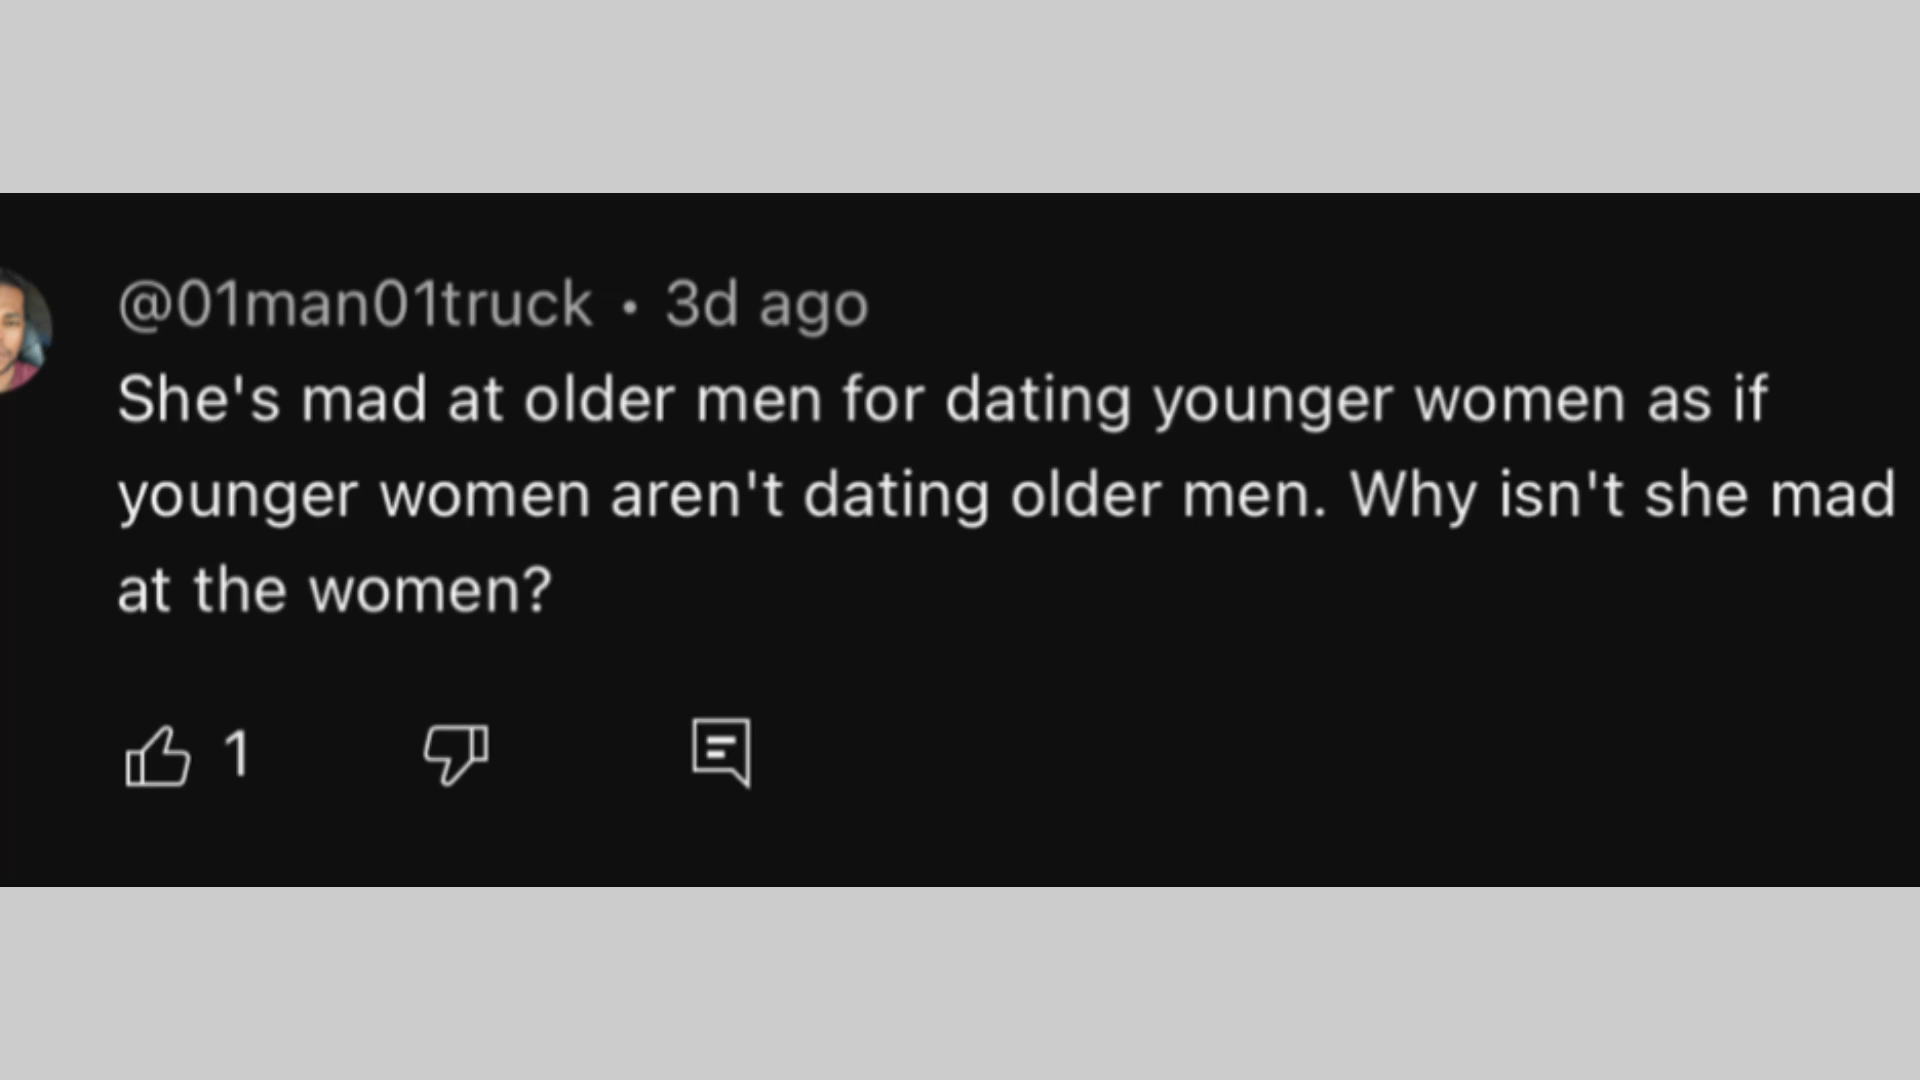 @01man01truck • 3d ago
She's mad at older men for dating younger women as if
younger women aren't dating older men. Why isn't she mad
at the women?
1